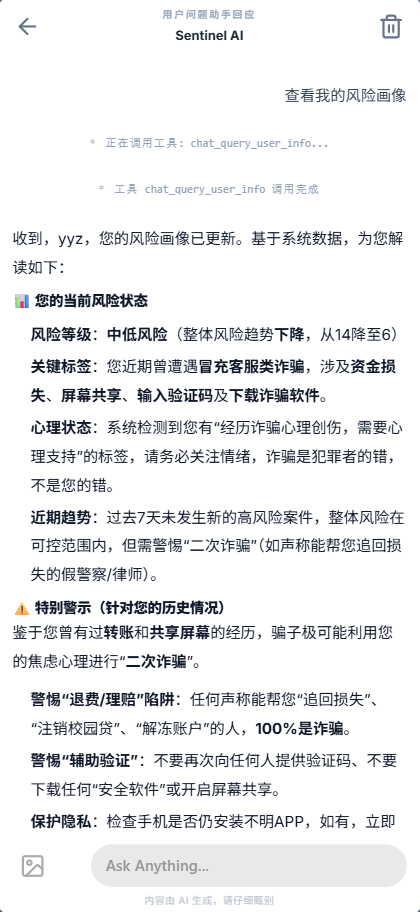 用户问题助手回应
Sentinel AI
查看我的风险画像
* 正在调用工具: chat_query_user_info...
* 工具 chat_query_user_info 调用完成
收到，yyz，您的风险画像已更新。基于系统数据，为您解
读如下：
📊 您的当前风险状态
风险等级：中低风险（整体风险趋势下降，从14降至6）
关键标签：您近期曾遭遇冒充客服类诈骗，涉及资金损
失、屏幕共享、输入验证码及下载诈骗软件。
心理状态：系统检测到您有“经历诈骗心理创伤，需要心
理支持”的标签，请务必关注情绪，诈骗是犯罪者的错，
不是您的错。
近期趋势：过去7天未发生新的高风险案件，整体风险在
可控范围内，但需警惕“二次诈骗”（如声称能帮您追回损
失的假警察/律师）。
⚠️ 特别警示（针对您的历史情况）
鉴于您曾有过转账和共享屏幕的经历，骗子极可能利用您
的焦虑心理进行“二次诈骗”。
警惕“退费/理赔”陷阱：任何声称能帮您“追回损失”、
“注销校园贷”、“解冻账户”的人，100%是诈骗。
警惕“辅助验证”：不要再次向任何人提供验证码、不要
下载任何“安全软件”或开启屏幕共享。
保护隐私：检查手机是否仍安装不明APP，如有，立即
Ask Anything...
内容由 AI 生成，请仔细甄别